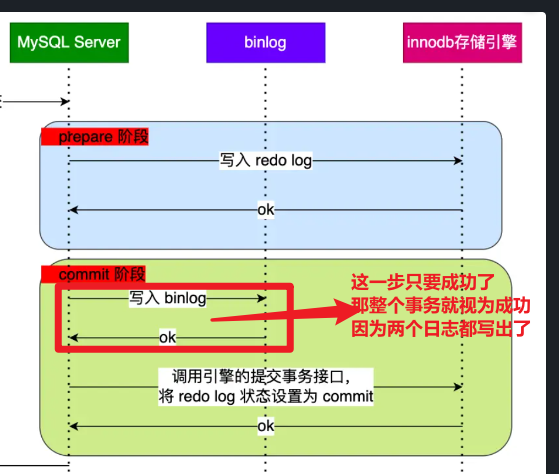 MySQL Server
binlog
innodb存储引擎
prepare 阶段
写入 redo log
ok
commit 阶段
写入 binlog
ok
这一步只要成功了
那整个事务就视为成功
因为两个日志都写出了
调用引擎的提交事务接口，
将 redo log 状态设置为 commit
ok